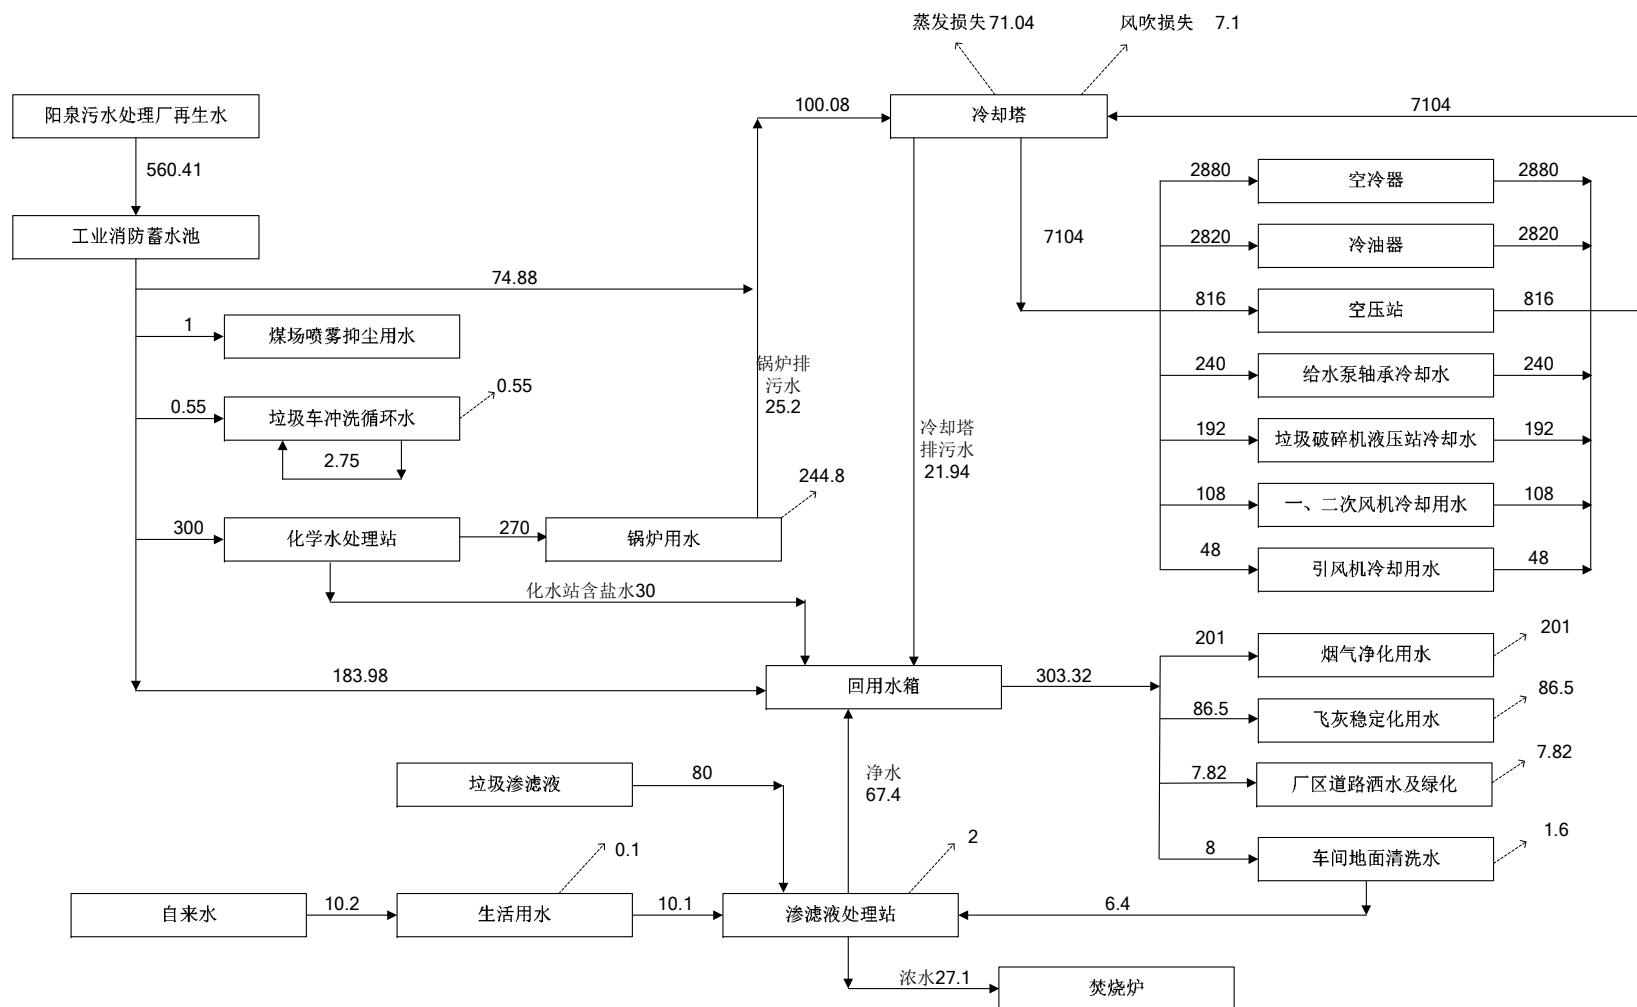 蒸发损失71.04
风吹损失 7.1
阳泉污水处理厂再生水
100.08
冷却塔
7104
560.41
2880
空冷器
2880
工业消防蓄水池
7104
2820
冷油器
2820
74.88
816
空压站
816
1
煤场喷雾抑尘用水
锅炉排
污水
25.2
240
给水泵轴承冷却水
240
0.55
垃圾车冲洗循环水
0.55
2.75
冷却塔
排污水
21.94
192
垃圾破碎机液压站冷却水
192
244.8
108
一、二次风机冷却用水
108
300
化学水处理站
270
锅炉用水
48
引风机冷却用水
48
化水站含盐水30
201
烟气净化用水
201
183.98
回用水箱
303.32
86.5
飞灰稳定化用水
86.5
垃圾渗滤液
80
净水
67.4
7.82
厂区道路洒水及绿化
7.82
0.1
2
8
车间地面清洗水
1.6
自来水
10.2
生活用水
10.1
渗滤液处理站
6.4
浓水27.1
焚烧炉